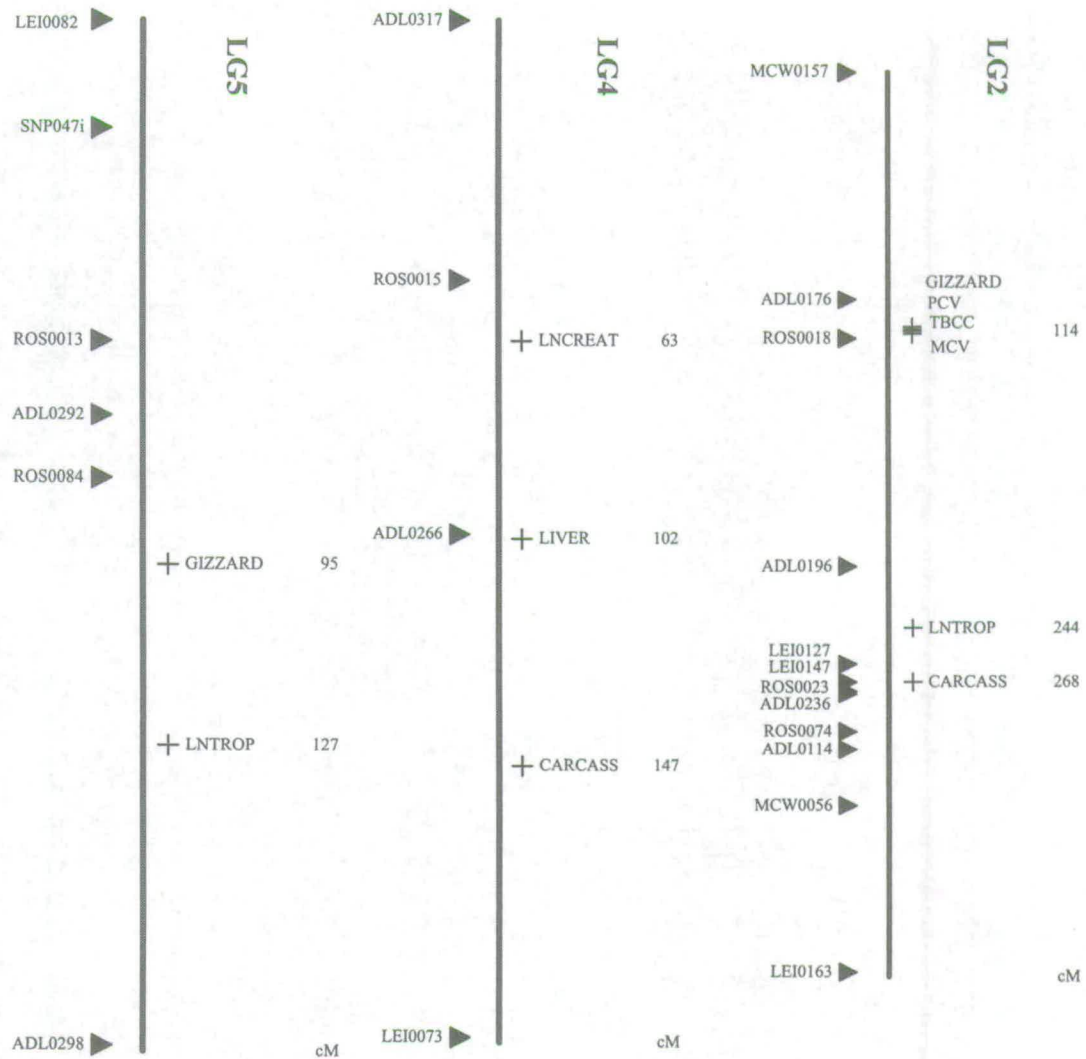 LG5
LEI0082
SNP047i
ROS0013
ADL0292
ROS0084
GIZZARD 95
LNTROP 127
ADL0298
cM
LG4
ADL0317
ROS0015
LNCREAT 63
ADL0266
LIVER 102
CARCASS 147
LEI0073
cM
LG2
MCW0157
GIZZARD
PCV
TBCC 114
MCV
ADL0176
ROS0018
ADL0196
LNTROP 244
LEI0127
LEI0147
CARCASS 268
ROS0023
ADL0236
ROS0074
ADL0114
MCW0056
LEI0163
cM